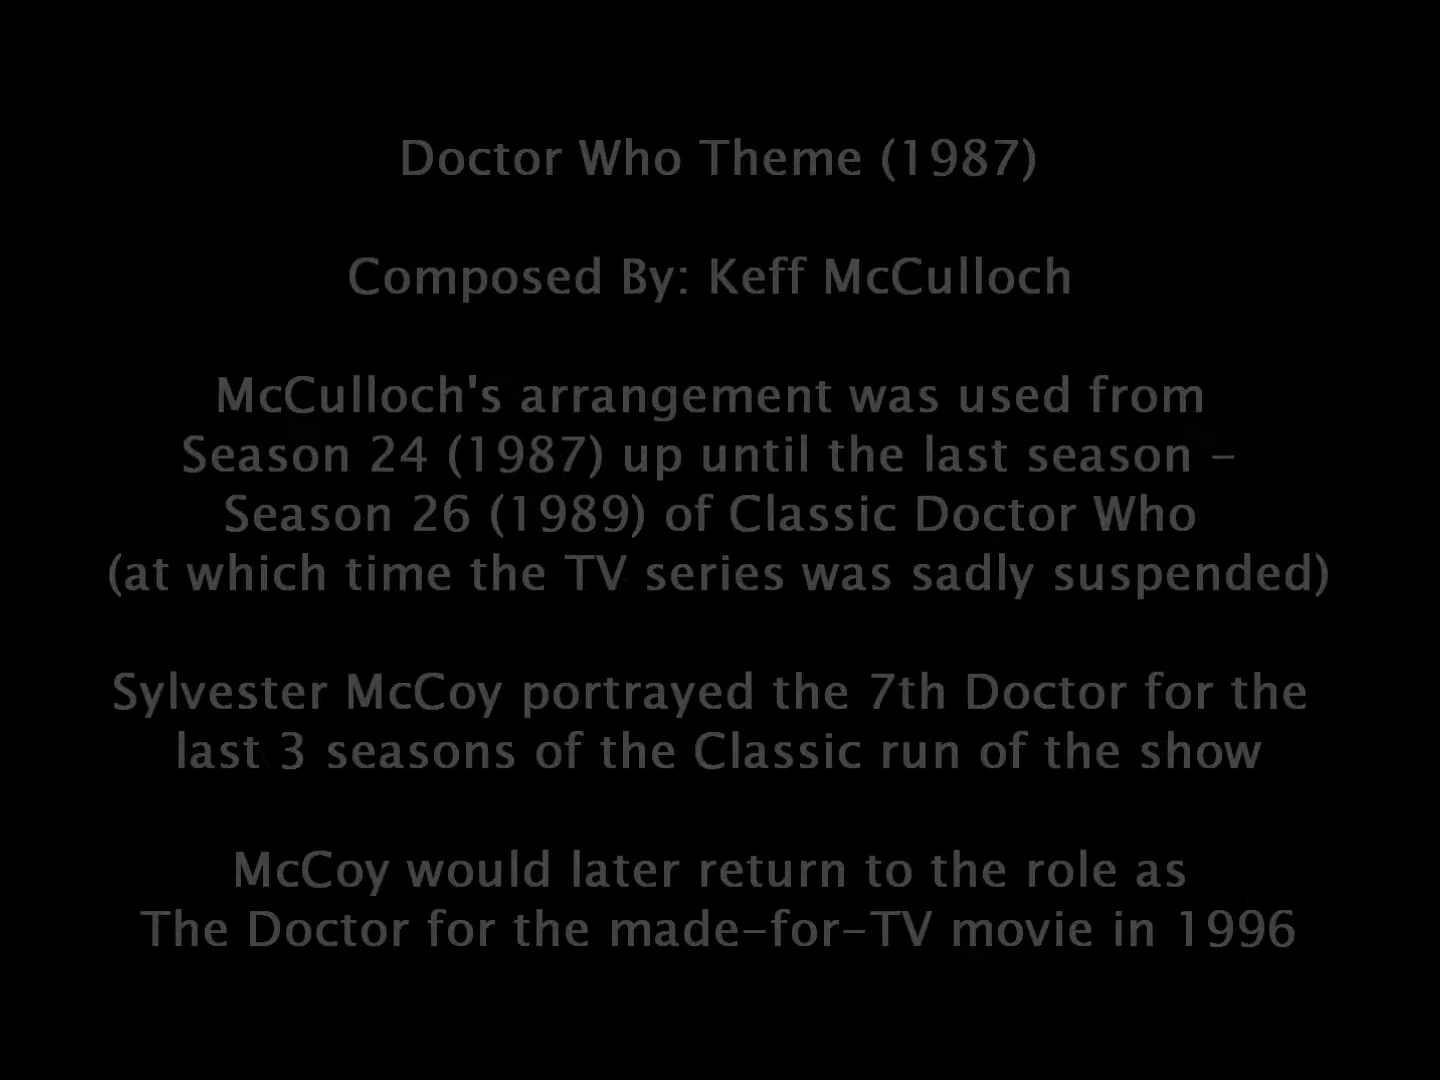 Doctor Who Theme (1987)
Composed By: Keff McCulloch
McCulloch's arrangement was used from
Season 24 (1987) up until the last season -
Season 26 (1989) of Classic Doctor Who
(at which time the TV series was sadly suspended)
Sylvester McCoy portrayed the 7th Doctor for the
last 3 seasons of the Classic run of the show
McCoy would later return to the role as
The Doctor for the made-for-TV movie in 1996